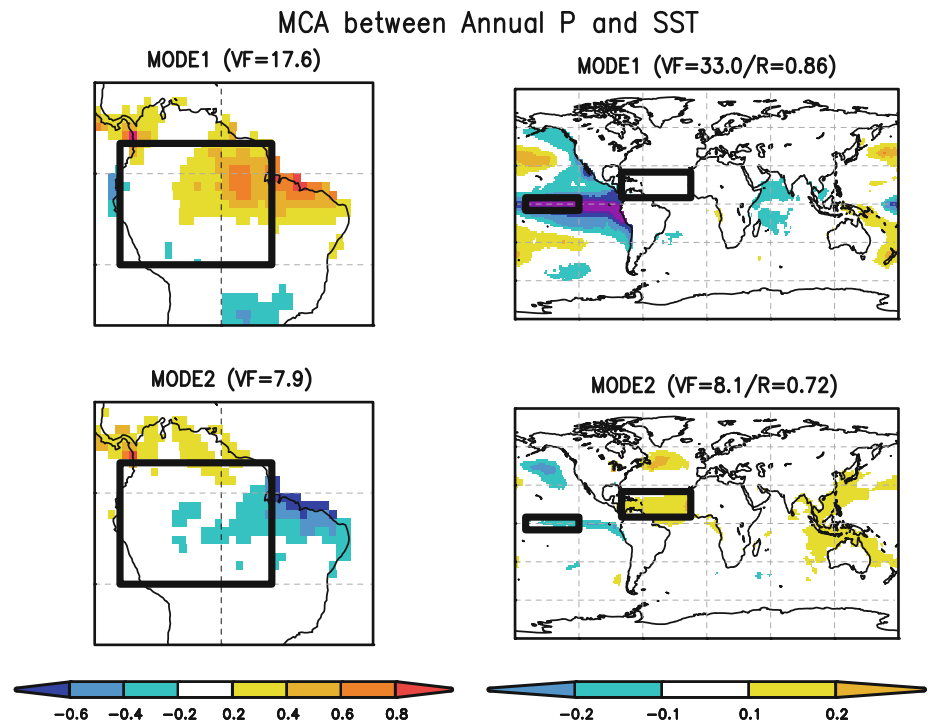 MCA between Annual P and SST
MODE1 (VF=17.6)
MODE1 (VF=33.0/R=0.86)
MODE2 (VF=7.9)
MODE2 (VF=8.1/R=0.72)
−0.6 −0.4 −0.2 0.2 0.4 0.6 0.8
−0.2 −0.1 0.1 0.2